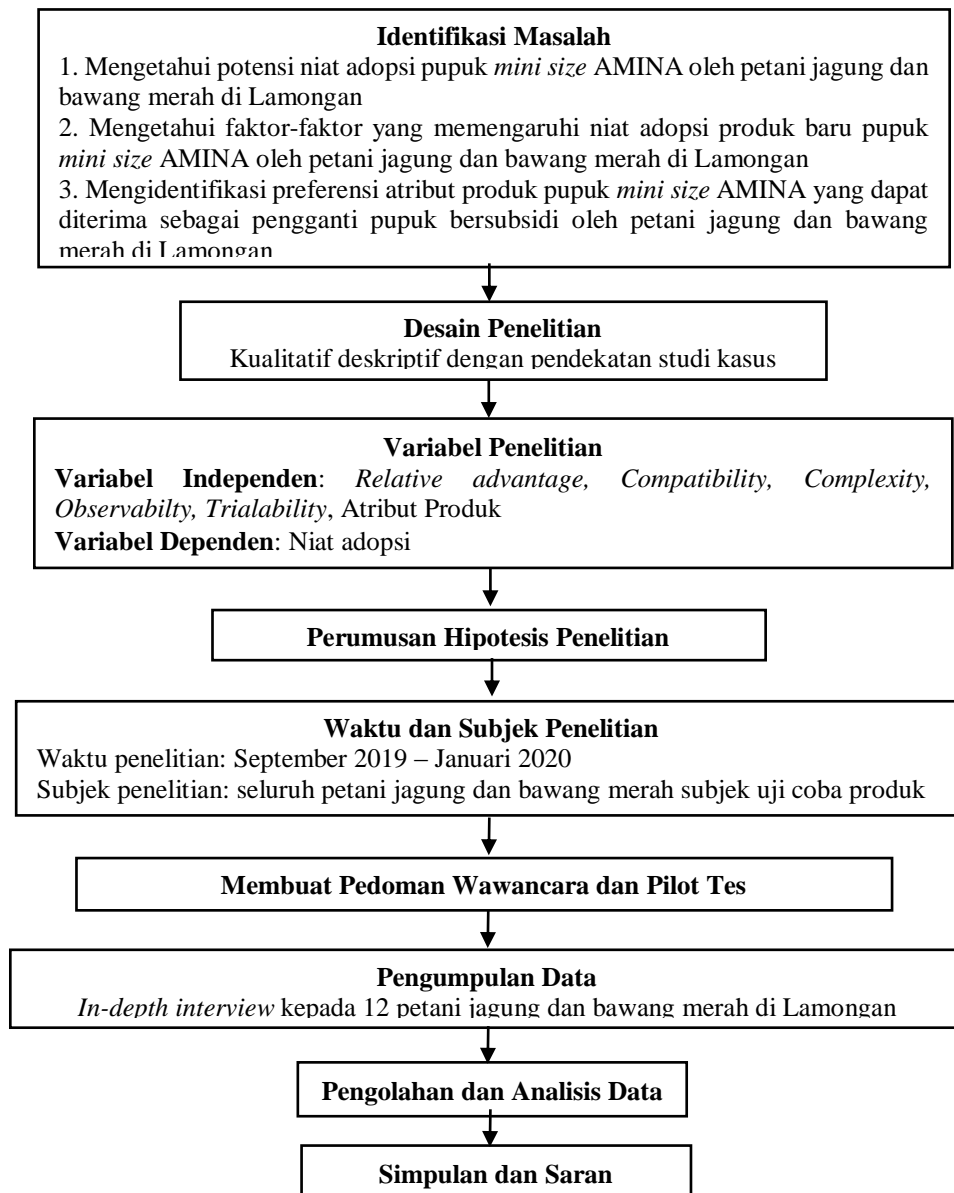 Identifikasi Masalah
1. Mengetahui potensi niat adopsi pupuk mini size AMINA oleh petani jagung dan
bawang merah di Lamongan
2. Mengetahui faktor-faktor yang memengaruhi niat adopsi produk baru pupuk
mini size AMINA oleh petani jagung dan bawang merah di Lamongan
3. Mengidentifikasi preferensi atribut produk pupuk mini size AMINA yang dapat
diterima sebagai pengganti pupuk bersubsidi oleh petani jagung dan bawang
merah di Lamongan
Desain Penelitian
Kualitatif deskriptif dengan pendekatan studi kasus
Variabel Penelitian
Variabel Independen: Relative advantage, Compatibility, Complexity,
Observabilty, Trialability, Atribut Produk
Variabel Dependen: Niat adopsi
Perumusan Hipotesis Penelitian
Waktu dan Subjek Penelitian
Waktu penelitian: September 2019 – Januari 2020
Subjek penelitian: seluruh petani jagung dan bawang merah subjek uji coba produk
Membuat Pedoman Wawancara dan Pilot Tes
Pengumpulan Data
In-depth interview kepada 12 petani jagung dan bawang merah di Lamongan
Pengolahan dan Analisis Data
Simpulan dan Saran